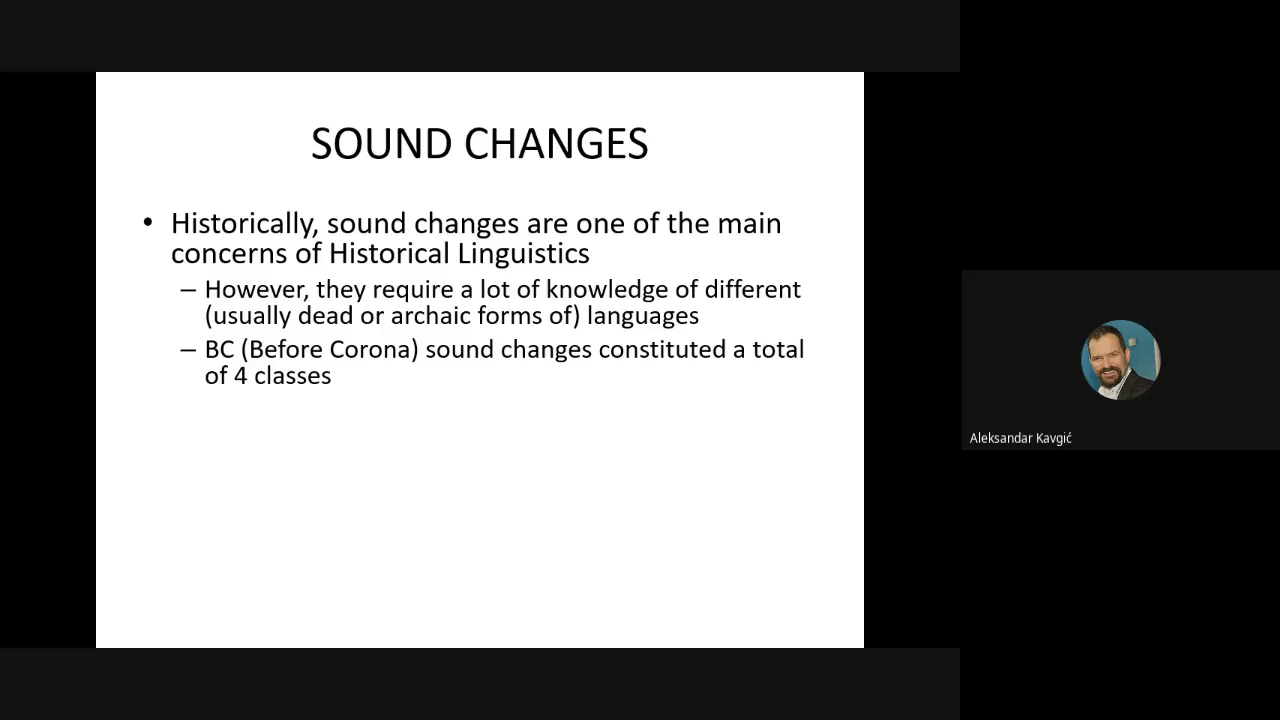 SOUND CHANGES
• Historically, sound changes are one of the main
concerns of Historical Linguistics
– However, they require a lot of knowledge of different
(usually dead or archaic forms of) languages
– BC (Before Corona) sound changes constituted a total
of 4 classes
Aleksandar Kavgić